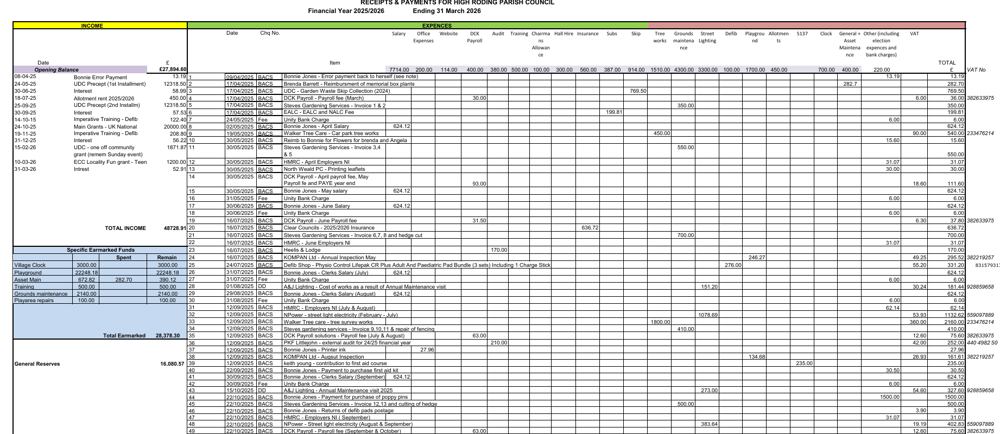 RECEIPTS & PAYMENTS FOR HIGH RODING PARISH COUNCIL
Financial Year 2025/2026 Ending 31 March 2026
INCOME EXPENCES
Date Chq No. Item Salary Office Expenses Website DCK Payroll Audit Training Chairmans Allowance Hall Hire Insurance Subs Skip Tree works Grounds maintenance Street Lighting Defib Playground Allotments S137 Clock General + Asset Maintenance Other (including election expences and bank charges) VAT TOTAL
Date £ £
Opening Balance £27,894.60 7714.00 200.00 114.00 400.00 380.00 500.00 100.00 300.00 560.00 387.00 914.00 1510.00 4300.00 3300.00 100.00 1700.00 450.00 700.00 400.00 220.00 VAT No
08-04-25 Bonnie Error Payment 13.19
24-05-25 UDC Precept (1st Installment) 12318.50
30-06-25 Interest 58.99
18-07-25 Allotment rent 2025/2026 450.00
25-09-25 UDC Precept (2nd Installm) 12318.50
30-09-25 Interest 57.53
14-10-15 Imperative Training - Defib 122.40
24-10-25 Main Grants - UK National 20000.00
19-11-25 Imperative Training - Defib 208.80
31-12-25 Interest 56.22
15-02-26 UDC - one off community 1871.87
grant (remem Sunday event)
10-03-26 ECC Locality Fun grant - Teen 1200.00
31-03-26 Intrest 52.91
TOTAL INCOME 48728.91
Specific Earmarked Funds
Spent Remain
Village Clock 3000.00 3000.00
Playground 22248.18 22248.18
Asset Main 672.82 282.70 390.12
Training 500.00 500.00
Grounds maintenance 2140.00 2140.00
Playarea repairs 100.00 100.00
Total Earmarked 28,378.30
General Reserves 16,080.57
1 09/04/2025 BACS Bonnie Jones - Error payment back to herself (see note) 13.19 13.19
2 17/04/2025 BACS Brenda Barrett - Reimbursment of memorial box plants 282.7 282.70
3 17/04/2025 BACS UDC - Garden Waste Skip Collection (2024) 769.50 769.50
4 17/04/2025 BACS DCK Payroll - Payroll fee (March) 30.00 6.00 36.00 382633975
5 17/04/2025 BACS Steves Gardening Services - Invoice 1 & 2 350.00 350.00
6 17/04/2025 BACS EALC - EALC and NALC Fee 199.81 199.81
7 24/05/2025 Fee Unity Bank Charge 6.00 6.00
8 02/05/2025 BACS Bonnie Jones - April Salary 624.12 624.12
9 19/05/2025 BACS Walker Tree Care - Car park tree works 450.00 90.00 540.00 233476214
10 30/05/2025 BACS Reimb to Bonnie for Flowers for brenda and Angela 15.60 15.60
11 30/05/2025 BACS Steves Gardening Services - Invoice 3,4 550.00
& 5 550.00
12 30/05/2025 BACS HMRC - April Employers NI 31.07 31.07
13 30/05/2025 BACS North Weald PC - Printing leaflets 30.00 30.00
14 30/05/2025 BACS DCK Payroll - April payroll fee, May
Payroll fe and PAYE year end 93.00 18.60 111.60
15 30/05/2025 BACS Bonnie Jones - May salary 624.12 624.12
16 31/05/2025 Fee Unity Bank Charge 6.00 6.00
17 30/06/2025 BACS Bonnie Jones - June Salary 624.12 624.12
18 30/06/2025 Fee Unity Bank Charge 6.00 6.00
19 16/07/2025 BACS DCK Payroll - June Payroll fee 31.50 6.30 37.80 382633975
20 16/07/2025 BACS Clear Councils - 2025/2026 Insurance 636.72 636.72
21 16/07/2025 BACS Steves Gardening Services - Invoice 6,7, 8 and hedge cut 700.00 700.00
22 16/07/2025 BACS HMRC - June Employers NI 31.07 31.07
23 16/07/2025 BACS Heelis & Lodge 170.00 170.00
24 16/07/2025 BACS KOMPAN Ltd - Annual Inspection May 246.27 49.25 295.52 382219257
25 24/07/2025 BACS Defib Shop - Physio Control Lifepak CR Plus Adult And Paediatric Pad Bundle (3 sets) Including 1 Charge Stick 276.00 55.20 331.20 831579317
26 31/07/2025 BACS Bonnie Jones - Clerks Salary (July) 624.12 624.12
27 31/07/2025 Fee Unity Bank Charge 6.00 6.00
28 01/08/2025 DD A&J Lighting - Cost of works as a result of Annual Maintenance visit 151.20 30.24 181.44 928859658
29 29/08/2025 BACS Bonnie Jones - Clerks Salary (August) 624.12 624.12
30 31/08/2025 Fee Unity Bank Charge 6.00 6.00
31 12/09/2025 BACS HMRC - Employers NI (July & August) 62.14 62.14
32 12/09/2025 BACS NPower - street light electricity (February - July) 1078.69 53.93 1132.62 559097889
33 12/09/2025 BACS Walker Tree care - tree survey works 1800.00 360.00 2160.00 233476214
34 12/09/2025 BACS Steves gardening services - Invoice 9,10,11 & repair of fencing 410.00 410.00
35 12/09/2025 BACS DCK Payroll solutions - Payroll fee (July & August) 63.00 12.60 75.60 382633975
36 12/09/2025 BACS PKF Littlejohn - external audit for 24/25 financial year 210.00 42.00 252.00 440 4982 50
37 12/09/2025 BACS Bonnie Jones - Printer ink 27.96 27.96
38 12/09/2025 BACS KOMPAN Ltd - Augsut Inspection 134.68 26.93 161.61 382219257
39 12/09/2025 BACS keith young - contribution to first aid course 235.00 235.00
40 22/09/2025 BACS Bonnie Jones - Payment to purchase first aid kit 30.50 30.50
41 30/09/2025 BACS Bonnie Jones - Clerks Salary (September) 624.12 624.12
42 30/09/2025 Fee Unity Bank Charge 6.00 6.00
43 15/10/2025 DD A&J Lighting - Annual Maintenance visit 2025 273.00 54.60 327.60 928859658
44 22/10/2025 BACS Bonnie Jones - Payment for purchase of poppy pins 1500.00 1500.00
45 22/10/2025 BACS Steves Gardening Services - Invoice 12,13 and cutting of hedge 500.00 500.00
46 22/10/2025 BACS Bonnie Jones - Returns of defib pads postage 3.90 3.90
47 22/10/2025 BACS HMRC - Employers NI ( September) 31.07 31.07
48 22/10/2025 BACS NPower - Street light electricity (August & September) 383.64 19.19 402.83 559097889
49 22/10/2025 BACS DCK Payroll - Payroll fee (September & October) 63.00 12.60 75.60 382633975